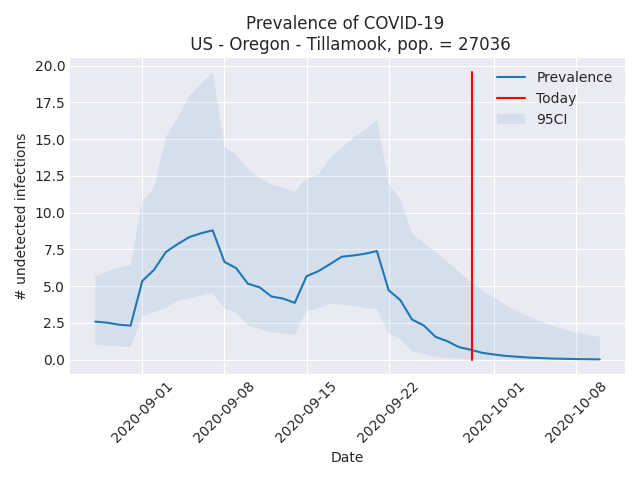 Prevalence of COVID-19
US - Oregon - Tillamook, pop. = 27036
20.0
17.5
15.0
12.5
10.0
7.5
5.0
2.5
0.0
# undetected infections
Prevalence
Today
95CI
2020-09-01
2020-09-08
2020-09-15
2020-09-22
2020-10-01
2020-10-08
Date